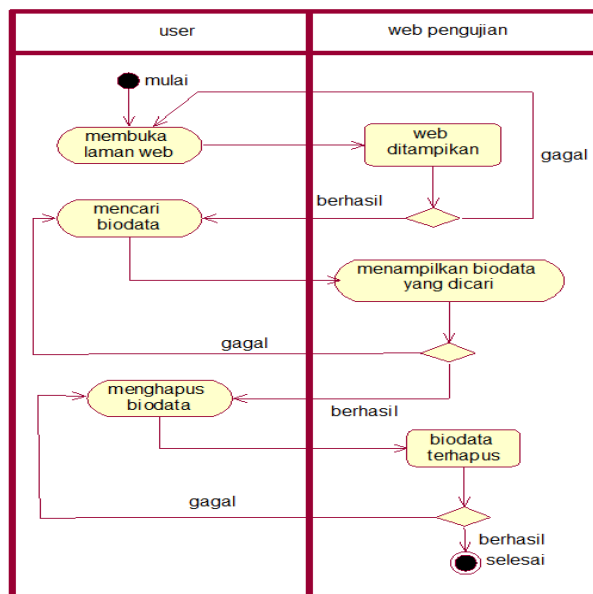 user
web pengujian
mulai
membuka
laman web
web
ditampikan
gagal
berhasil
mencari
biodata
menampilkan biodata
yang dicari
gagal
menghapus
biodata
berhasil
biodata
terhapus
gagal
berhasil
selesai